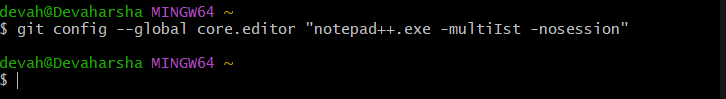 devah@Devaharsha MINGW64 ~
$ git config --global core.editor "notepad++.exe -multiIst -nosession"

devah@Devaharsha MINGW64 ~
$